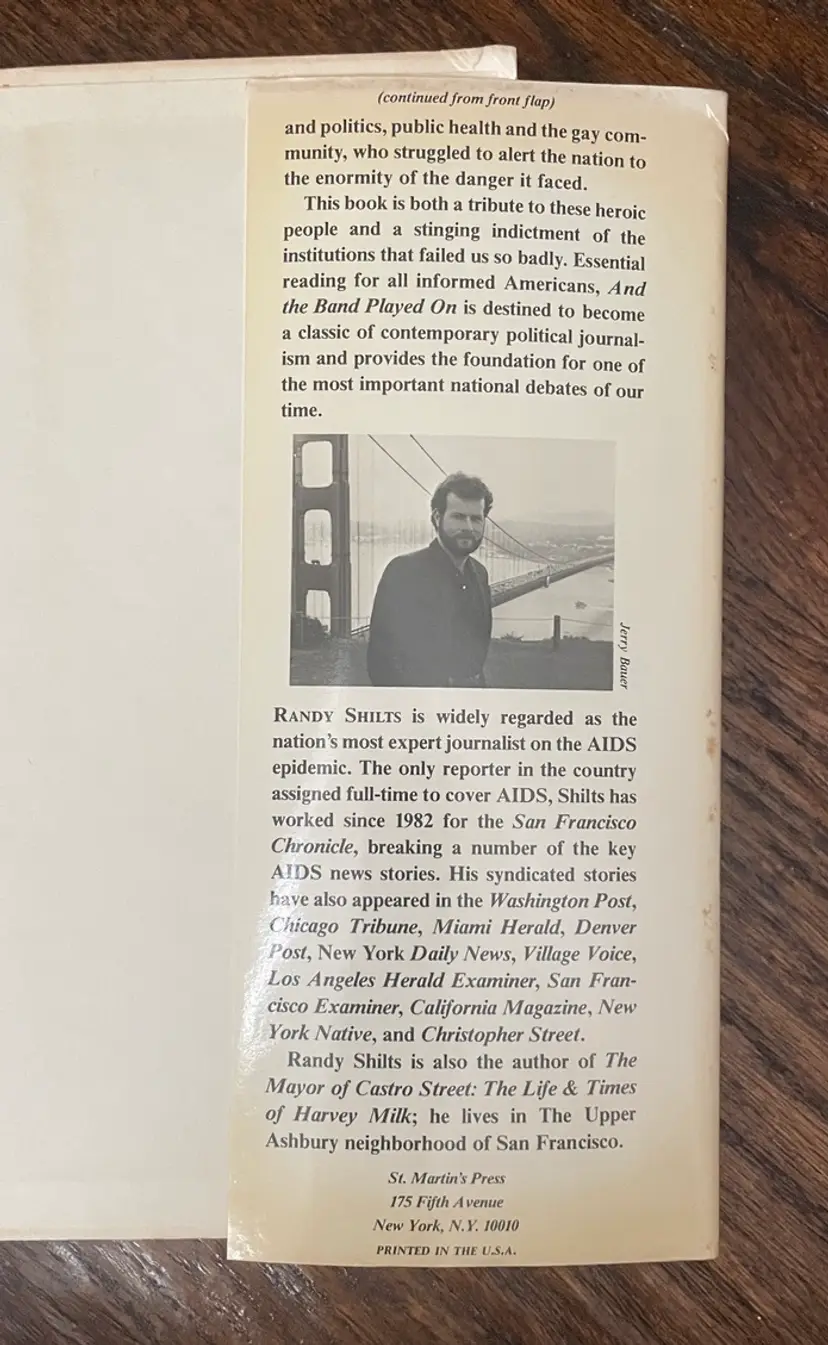 (continued from front flap)
and politics, public health and the gay com-
munity, who struggled to alert the nation to
the enormity of the danger it faced.
This book is both a tribute to these heroic
people and a stinging indictment of the
institutions that failed us so badly. Essential
reading for all informed Americans, And
the Band Played On is destined to become
a classic of contemporary political journal-
ism and provides the foundation for one of
the most important national debates of our
time.
Jerry Bauer
RANDY SHILTS is widely regarded as the
nation's most expert journalist on the AIDS
epidemic. The only reporter in the country
assigned full-time to cover AIDS, Shilts has
worked since 1982 for the San Francisco
Chronicle, breaking a number of the key
AIDS news stories. His syndicated stories
have also appeared in the Washington Post,
Chicago Tribune, Miami Herald, Denver
Post, New York Daily News, Village Voice,
Los Angeles Herald Examiner, San Fran-
cisco Examiner, California Magazine, New
York Native, and Christopher Street.
Randy Shilts is also the author of The
Mayor of Castro Street: The Life & Times
of Harvey Milk; he lives in The Upper
Ashbury neighborhood of San Francisco.
St. Martin's Press
175 Fifth Avenue
New York, N.Y. 10010
PRINTED IN THE U.S.A.